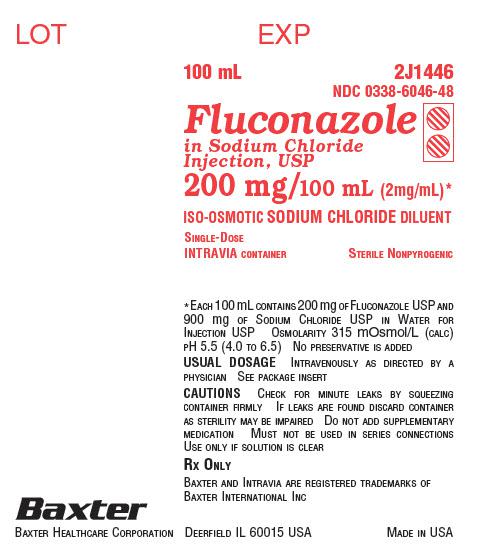 LOT EXP
100 mL 2J1446
NDC 0338-6046-48
Fluconazole
in Sodium Chloride
Injection, USP
200 mg/100 mL (2mg/mL)*
ISO-OSMOTIC SODIUM CHLORIDE DILUENT
SINGLE-DOSE
INTRAVIA CONTAINER STERILE NONPYROGENIC
*EACH 100 ML CONTAINS 200 MG OF FLUCONAZOLE USP AND
900 MG OF SODIUM CHLORIDE USP IN WATER FOR
INJECTION USP OSMOLARITY 315 mOsmol/L (CALC)
PH 5.5 (4.0 TO 6.5) NO PRESERVATIVE IS ADDED
USUAL DOSAGE INTRAVENOUSLY AS DIRECTED BY A
PHYSICIAN SEE PACKAGE INSERT
CAUTIONS CHECK FOR MINUTE LEAKS BY SQUEEZING
CONTAINER FIRMLY IF LEAKS ARE FOUND DISCARD CONTAINER
AS STERILITY MAY BE IMPAIRED DO NOT ADD SUPPLEMENTARY
MEDICATION MUST NOT BE USED IN SERIES CONNECTIONS
USE ONLY IF SOLUTION IS CLEAR
RX ONLY
BAXTER AND INTRAVIA ARE REGISTERED TRADEMARKS OF
BAXTER INTERNATIONAL INC
Baxter
BAXTER HEALTHCARE CORPORATION DEERFIELD IL 60015 USA MADE IN USA